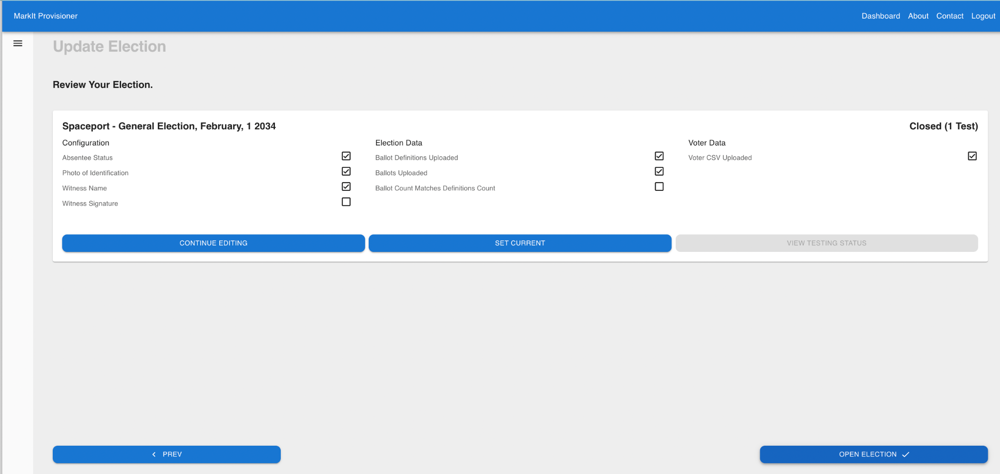 MarkIt Provisioner
Dashboard About Contact Logout
Update Election
Review Your Election.
Spaceport - General Election, February, 1 2034
Closed (1 Test)
Configuration
Absentee Status
Photo of Identification
Witness Name
Witness Signature
Election Data
Ballot Definitions Uploaded
Ballots Uploaded
Ballot Count Matches Definitions Count
Voter Data
Voter CSV Uploaded
CONTINUE EDITING
SET CURRENT
VIEW TESTING STATUS
PREV
OPEN ELECTION